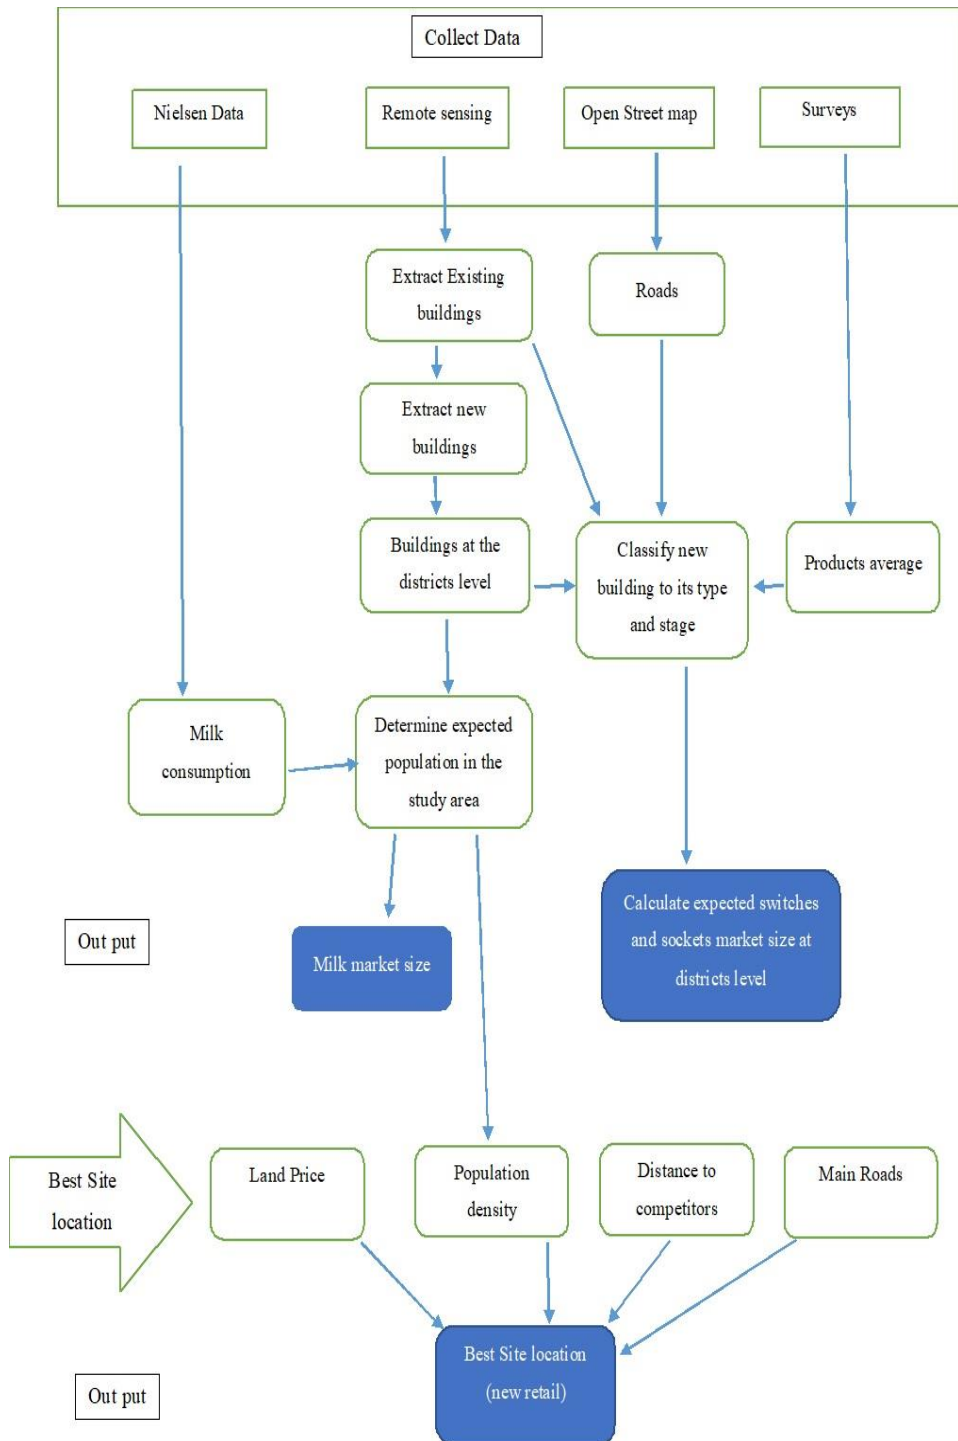 Collect Data
Nielsen Data
Remote sensing
Open Street map
Surveys
Extract Existing
buildings
Roads
Extract new
buildings
Buildings at the
districts level
Classify new
building to its type
and stage
Products average
Milk
consumption
Determine expected
population in the
study area
Out put
Milk market size
Calculate expected switches
and sockets market size at
districts level
Best Site
location
Land Price
Population
density
Distance to
competitors
Main Roads
Best Site location
(new retail)
Out put